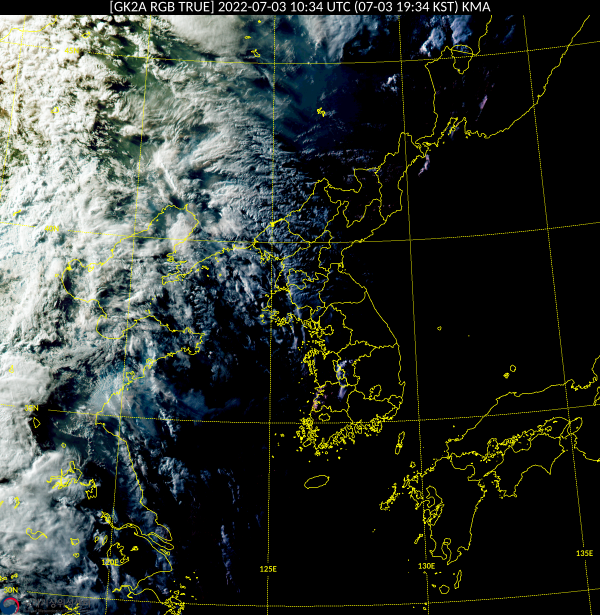 [GK2A RGB TRUE] 2022-07-03 10:34 UTC (07-03 19:34 KST) KMA
135E
120E
125E
130E
30N